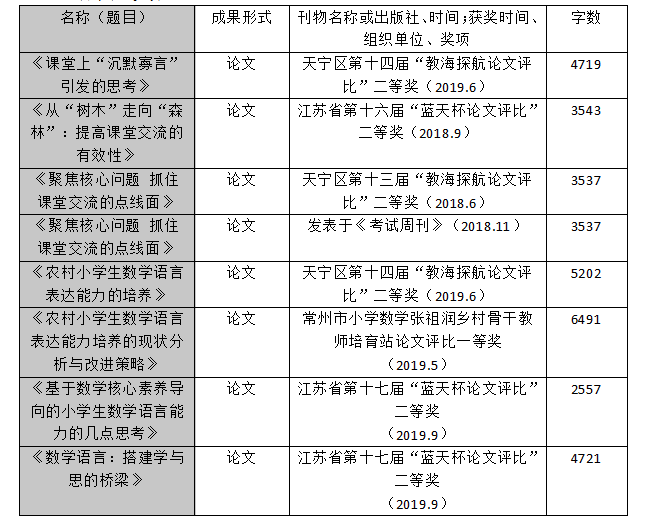 名称（题目）
成果形式
刊物名称或出版社、时间；获奖时间、
组织单位、奖项
字数
《课堂上“沉默寡言”
引发的思考》
论文
天宁区第十四届“教海探航论文评
比”二等奖（2019.6）
4719
《从“树木”走向“森
林”：提高课堂交流的
有效性》
论文
江苏省第十六届“蓝天杯论文评比”
二等奖（2018.9）
3543
《聚焦核心问题 抓住
课堂交流的点线面》
论文
天宁区第十三届“教海探航论文评
比”二等奖（2018.6）
3537
《聚焦核心问题 抓住
课堂交流的点线面》
论文
发表于《考试周刊》（2018.11）
3537
《农村小学生数学语言
表达能力的培养》
论文
天宁区第十四届“教海探航论文评
比”二等奖（2019.6）
5202
《农村小学生数学语言
表达能力培养的现状分
析与改进策略》
论文
常州市小学数学张祖润乡村骨干教
师培育站论文评比一等奖
（2019.5）
6491
《基于数学核心素养导
向的小学生数学语言能
力的几点思考》
论文
江苏省第十七届“蓝天杯论文评比”
二等奖
（2019.9）
2557
《数学语言：搭建学与
思的桥梁》
论文
江苏省第十七届“蓝天杯论文评比”
二等奖
（2019.9）
4721